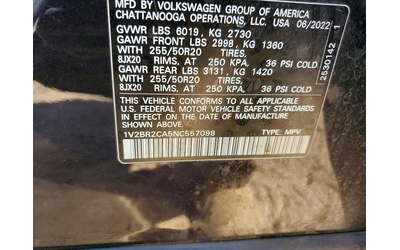 MFD. BY VOLKSWAGEN GROUP OF AMERICA
CHATTANOOGA OPERATIONS, LLC. USA 06/2022
GVWR LBS 6019, KG 2730
GAWR FRONT LBS 2998, KG 1360
WITH 255/50R20 TIRES,
8JX20 RIMS, AT 250 KPA/ 36 PSI COLD
GAWR REAR LBS 3131, KG 1420
WITH 255/50R20 TIRES,
8JX20 RIMS, AT 250 KPA/ 36 PSI COLD
THIS VEHICLE CONFORMS TO ALL APPLICABLE
U.S. FEDERAL MOTOR VEHICLE SAFETY STANDARDS
IN EFFECT ON THE DATE OF MANUFACTURE
SHOWN ABOVE.
1V2BR2CA5NC557098 TYPE: MPV
2530142 1